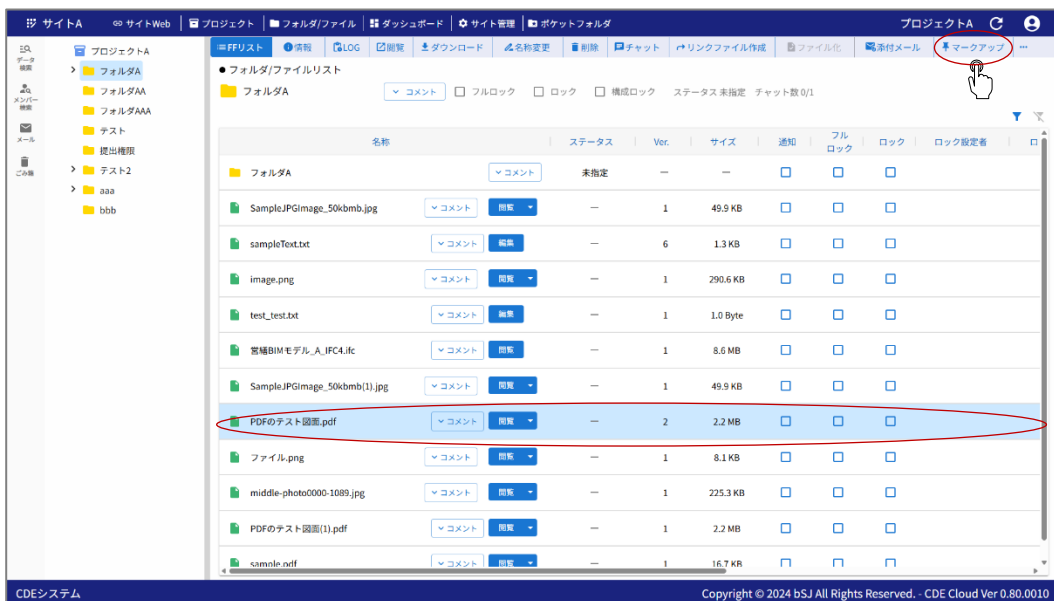 サイトA サイトWeb プロジェクト フォルダ/ファイル ダッシュボード サイト管理 ポケットフォルダ プロジェクトA
データ検索
メンバー検索
メール
ごみ箱
プロジェクトA
フォルダA
フォルダAA
フォルダAAA
テスト
提出権限
テスト2
aaa
bbb
FFリスト 情報 LOG 閲覧 ダウンロード 名称変更 削除 チャット リンクファイル作成 ファイル化 添付メール マークアップ ...
● フォルダ/ファイルリスト
フォルダA コメント フルロック ロック 構成ロック ステータス 未指定 チャット数 0/1
名称 ステータス Ver. サイズ 通知 フルロック ロック ロック設定者 ロ
フォルダA コメント 未指定 — —
SampleJPGImage_50kbmb.jpg コメント 閲覧 — 1 49.9 KB
sampleText.txt コメント 編集 — 6 1.3 KB
image.png コメント 閲覧 — 1 290.6 KB
test_test.txt コメント 編集 — 1 1.0 Byte
営繕BIMモデル_A_IFC4.ifc コメント 閲覧 — 1 8.6 MB
SampleJPGImage_50kbmb(1).jpg コメント 閲覧 — 1 49.9 KB
PDFのテスト図面.pdf コメント 閲覧 — 2 2.2 MB
ファイル.png コメント 閲覧 — 1 8.1 KB
middle-photo0000-1089.jpg コメント 閲覧 — 1 225.3 KB
PDFのテスト図面(1).pdf コメント 閲覧 — 1 2.2 MB
sample.pdf コメント 閲覧 — 1 16.7 KB
CDEシステム Copyright © 2024 bSJ All Rights Reserved. - CDE Cloud Ver 0.80.0010